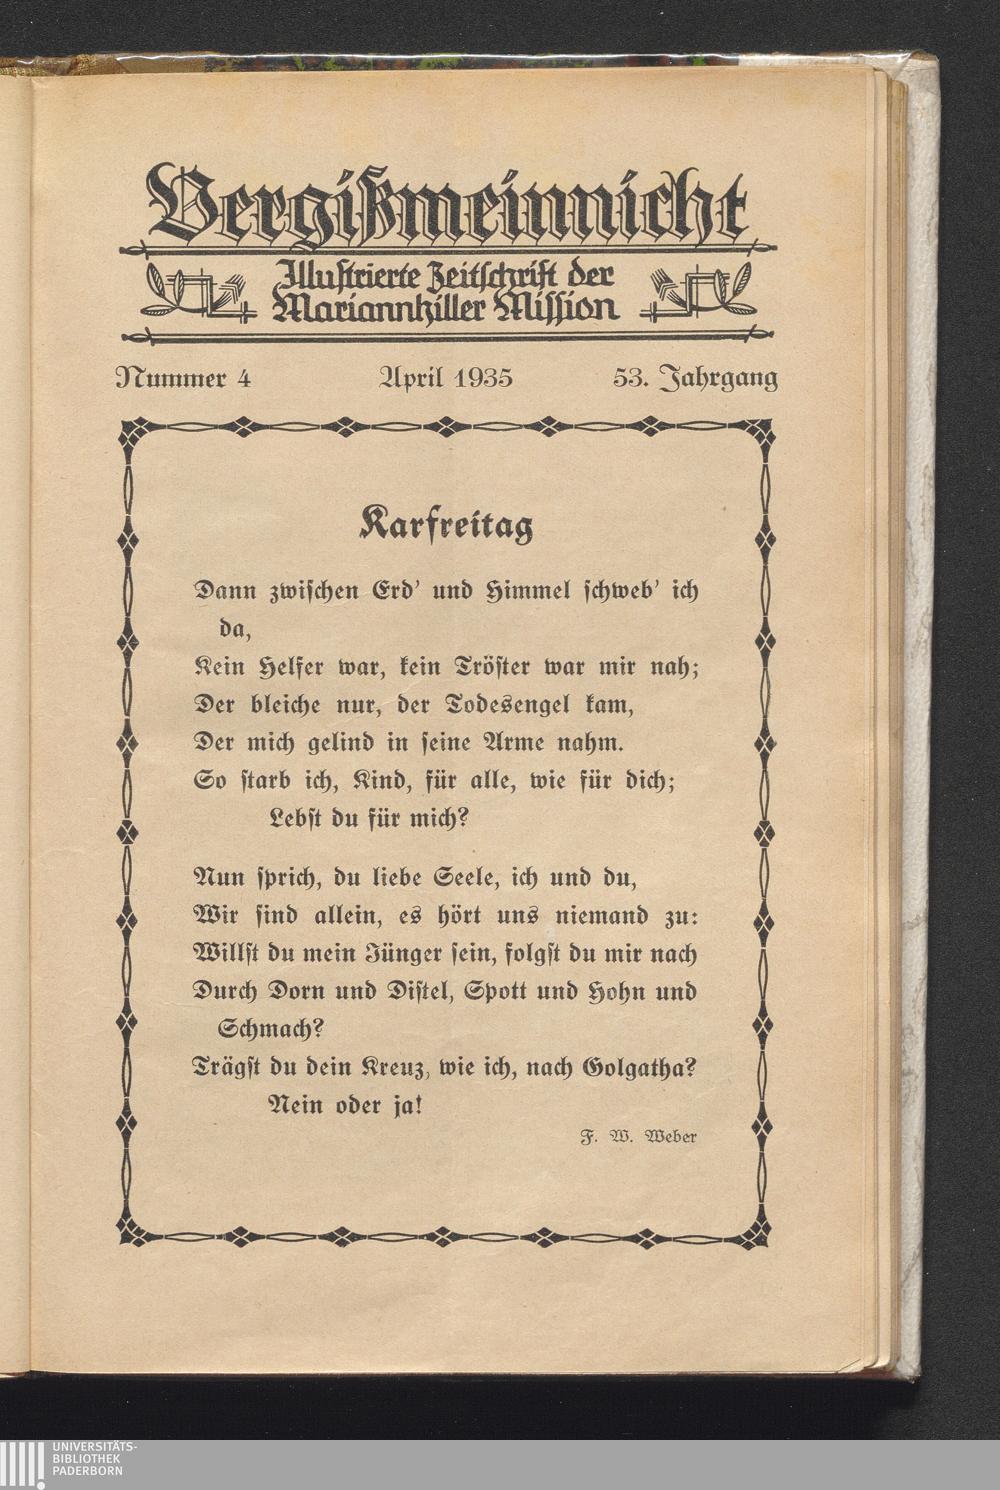 Vergißmeinnicht
Illustrierte Zeitschrift der
Mariannhiller Mission
Nummer 4 April 1935 53. Jahrgang
Karfreitag
Dann zwischen Erd' und Himmel schweb' ich
da,
Kein Helfer war, kein Tröster war mir nah;
Der bleiche nur, der Todesengel kam,
Der mich gelind in seine Arme nahm.
So starb ich, Kind, für alle, wie für dich;
Lebst du für mich?
Nun sprich, du liebe Seele, ich und du,
Wir sind allein, es hört uns niemand zu:
Willst du mein Jünger sein, folgst du mir nach
Durch Dorn und Distel, Spott und Hohn und
Schmach?
Trägst du dein Kreuz, wie ich, nach Golgatha?
Nein oder ja!
F. W. Weber
UNIVERSITÄTS-
BIBLIOTHEK
PADERBORN